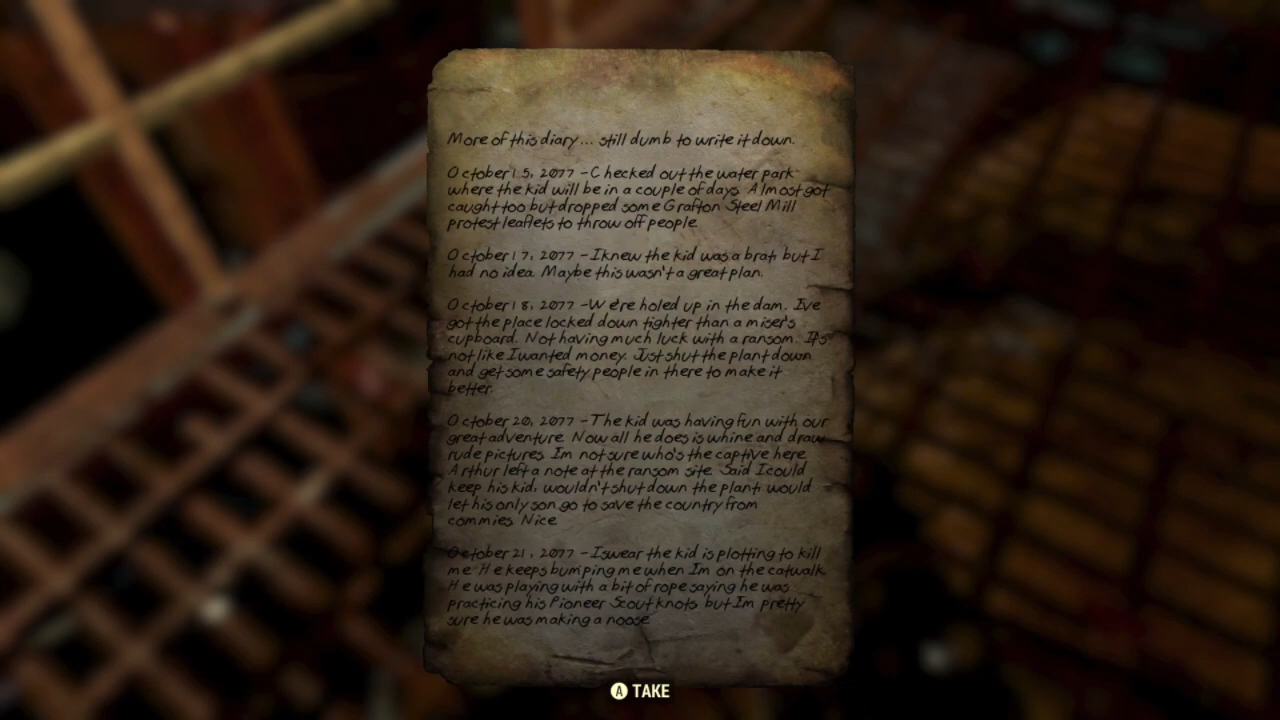 More of this diary... still dumb to write it down.
October 15, 2077 - Checked out the water park
where the kid will be in a couple of days. Almost got
caught too but dropped some Grafton Steel Mill
protest leaflets to throw off people.
October 17, 2077 - I knew the kid was a brat, but I
had no idea. Maybe this wasn't a great plan.
October 18, 2077 - We're holed up in the dam. I've
got the place locked down tighter than a miser's
cupboard. Not having much luck with a ransom. It's
not like I wanted money. Just shut the plant down
and get some safety people in there to make it
better.
October 20, 2077 - The kid was having fun with our
great adventure. Now all he does is whine and draw
rude pictures. I'm not sure who's the captive here.
Arthur left a note at the ransom site. Said I could
keep his kid, wouldn't shut down the plant, would
let his only son go to save the country from
commies. Nice.
October 21, 2077 - I swear the kid is plotting to kill
me. He keeps bumping me when I'm on the catwalk.
He was playing with a bit of rope saying he was
practicing his Pioneer Scout knots, but I'm pretty
sure he was making a noose.
A TAKE